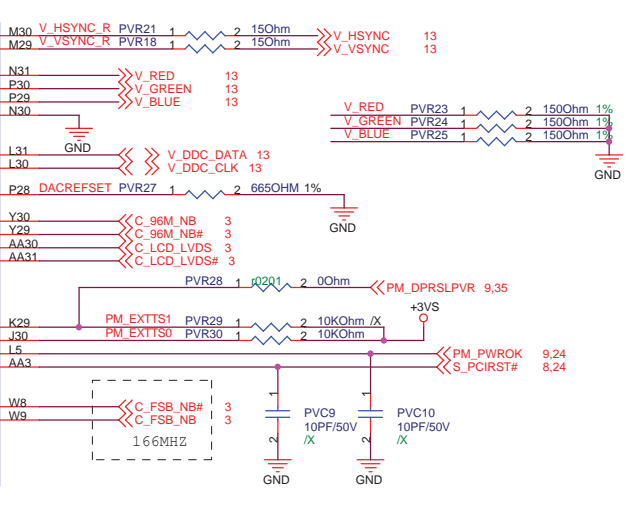 M30 V_HSYNC_R PVR21 1 2 15Ohm V_HSYNC 13
M29 V_VSYNC_R PVR18 1 2 15Ohm V_VSYNC 13
N31 V_RED 13
P30 V_GREEN 13
P29 V_BLUE 13
N30
GND
V_RED PVR23 1 2 150Ohm 1%
V_GREEN PVR24 1 2 150Ohm 1%
V_BLUE PVR25 1 2 150Ohm 1%
GND
L31 V_DDC_DATA 13
L30 V_DDC_CLK 13
P28 DACREFSET PVR27 1 2 665OHM 1%
GND
Y30 C_96M_NB 3
Y29 C_96M_NB# 3
AA30 C_LCD_LVDS 3
AA31 C_LCD_LVDS# 3
PVR28 1 r0201 2 0Ohm PM_DPRSLPVR 9,35
+3VS
K29 PM_EXTTS1 PVR29 1 2 10KOhm /X
J30 PM_EXTTS0 PVR30 1 2 10KOhm
L5 PM_PWROK 9,24
AA3 S_PCIRST# 8,24
W8 C_FSB_NB# 3
W9 C_FSB_NB 3
166MHZ
1 PVC9
10PF/50V
2 /X
GND
1 PVC10
10PF/50V
2 /X
GND